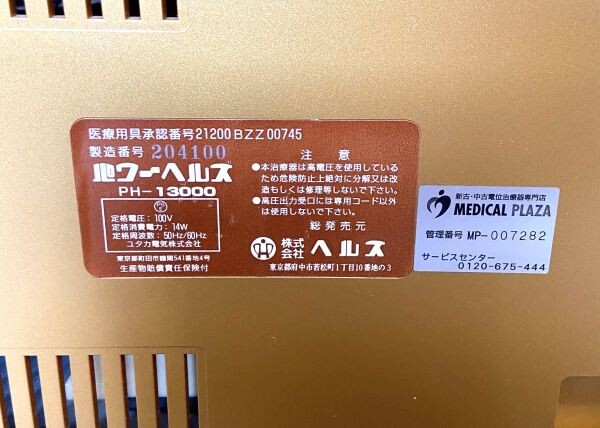 医療用具承認番号21200BZZ00745
製造番号 204100
パワーヘルス
PH-13000
定格電圧：100V
定格消費電力：14W
定格周波数：50Hz/60Hz
ユタカ電気株式会社
東京都町田市鶴間541番地4号
生産物賠償責任保険付
注意
●本治療器は高電圧を使用している
ため危険防止上絶対に分解又は改
造もしくは修理等しないで下さい。
●高圧出力受口には専用コード以外
は使用しないで下さい。
総発売元
株式会社ヘルス
東京都府中市若松町1丁目10番地の3
新古・中古電位治療器専門店
MEDICAL PLAZA
管理番号 MP-007282
サービスセンター
0120-675-444